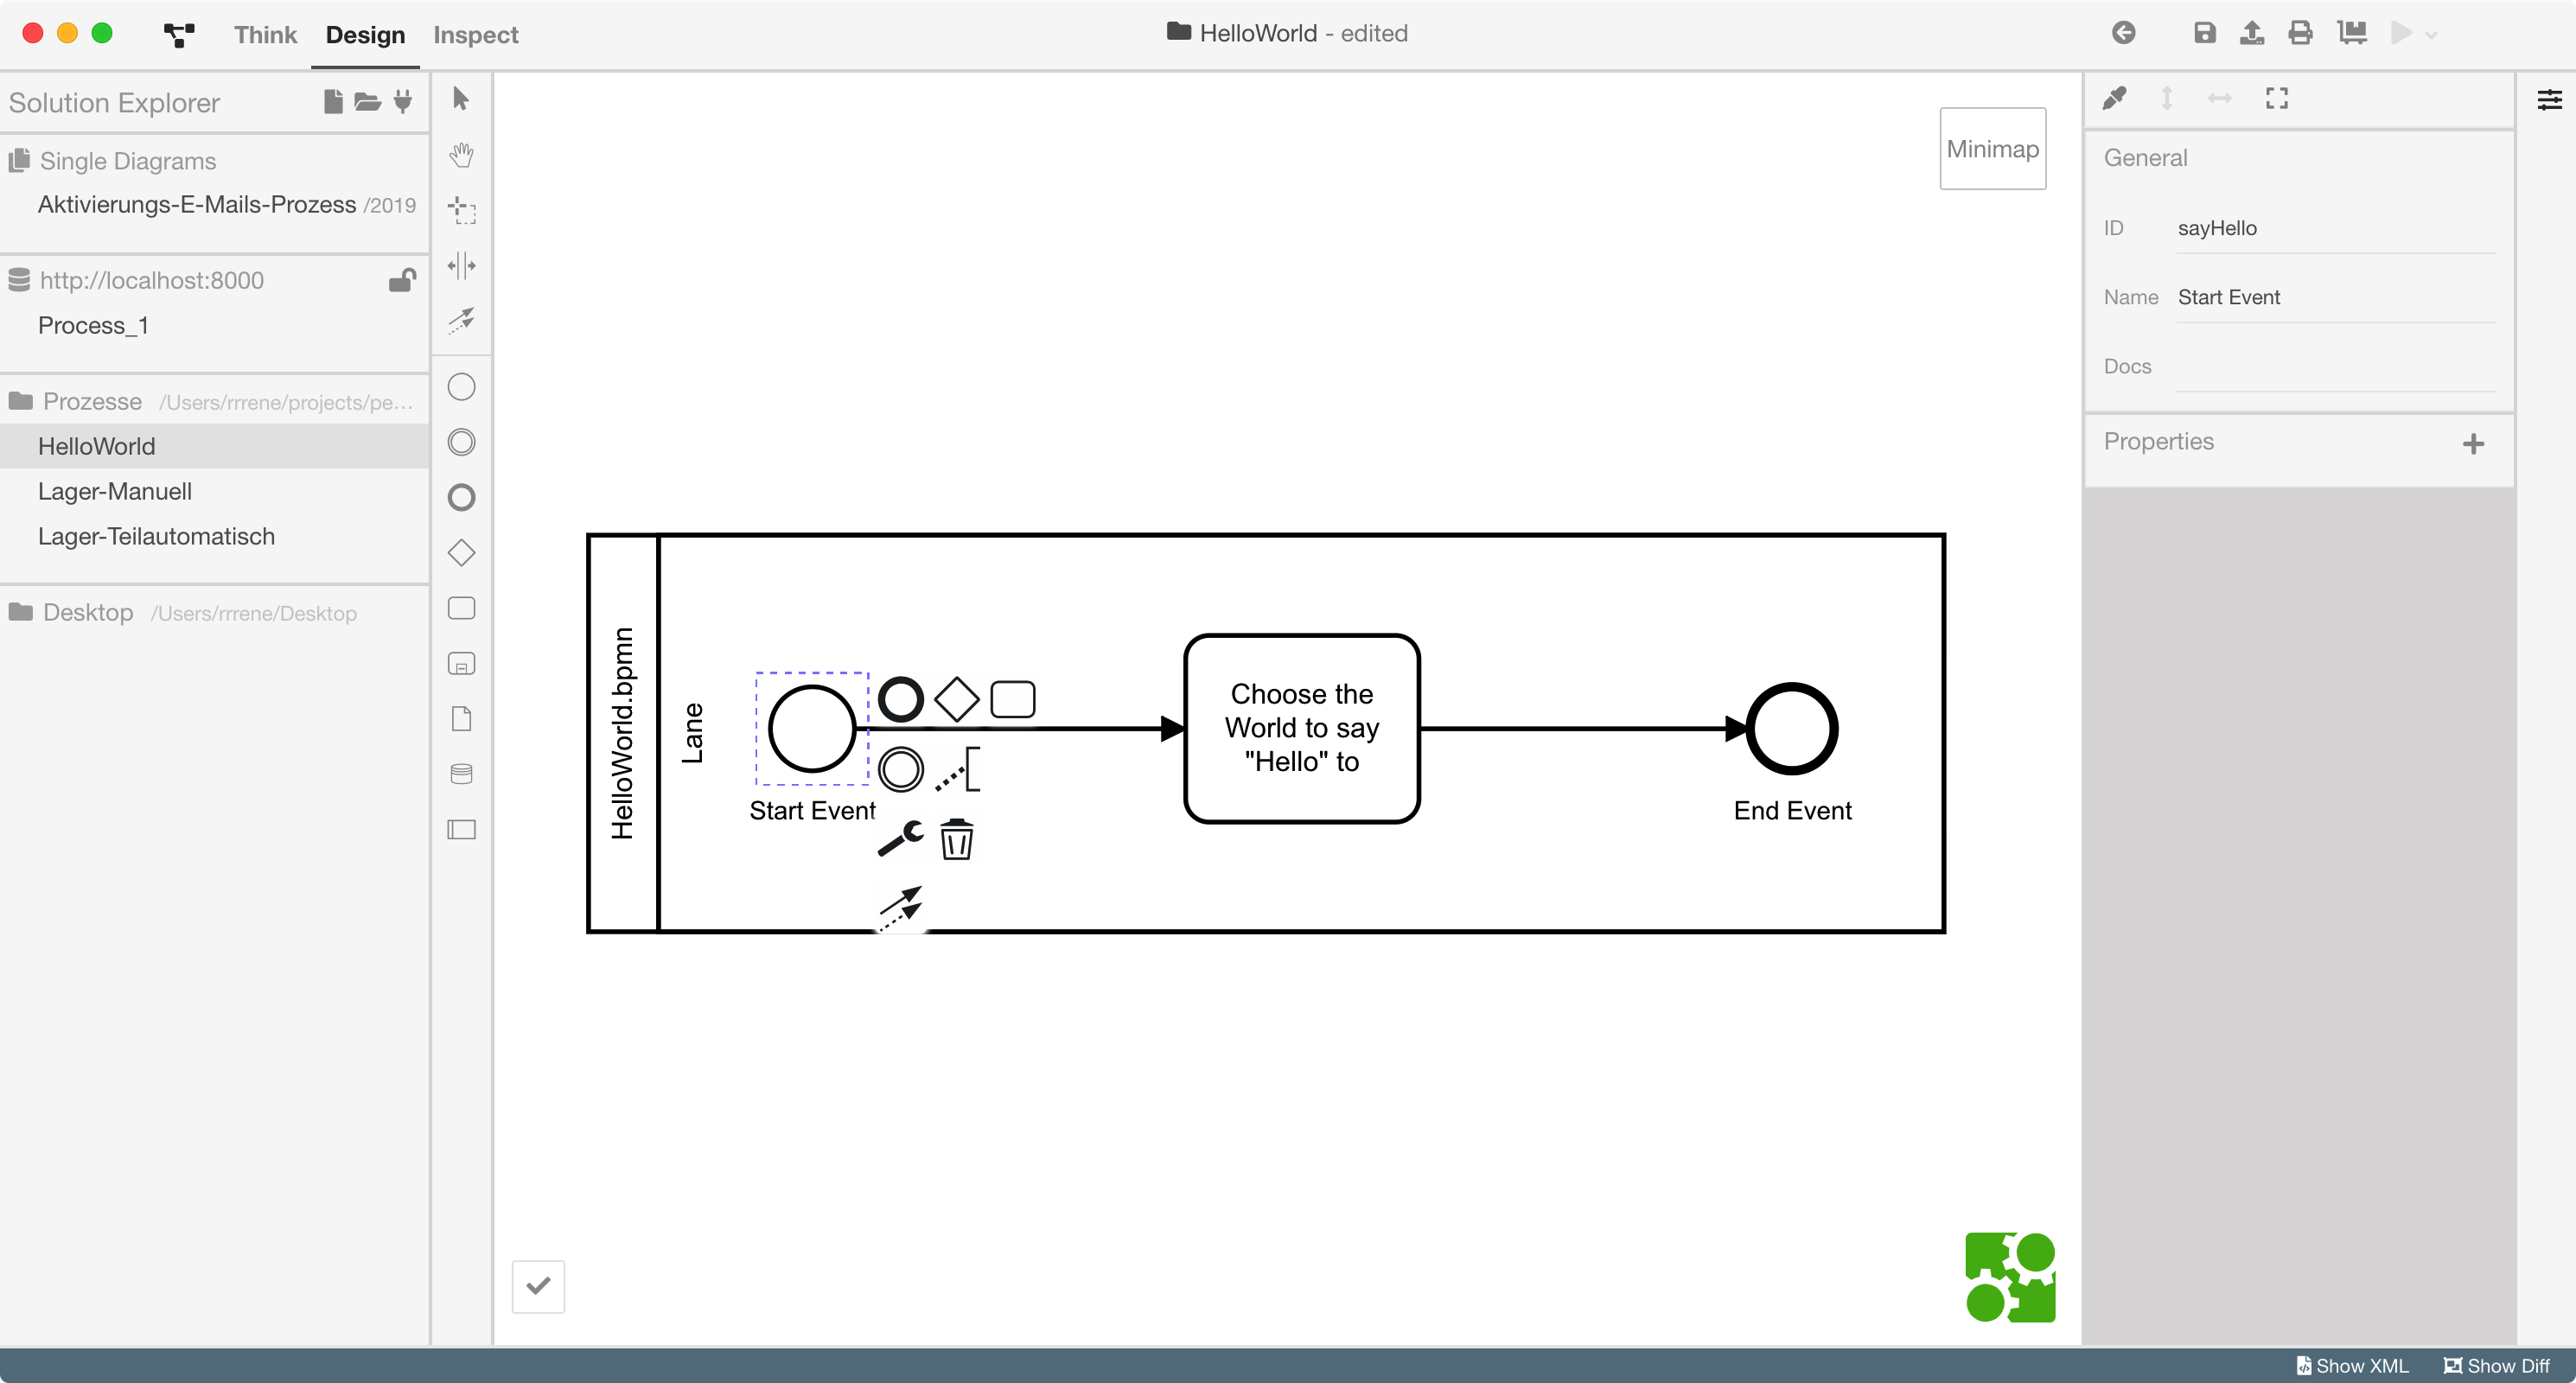 Think Design Inspect
HelloWorld - edited
Solution Explorer
Single Diagrams
Aktivierungs-E-Mails-Prozess /2019
http://localhost:8000
Process_1
Prozesse /Users/rrrene/projects/pe...
HelloWorld
Lager-Manuell
Lager-Teilautomatisch
Desktop /Users/rrrene/Desktop
Minimap
HelloWorld.bpmn
Lane
Start Event
Choose the
World to say
"Hello" to
End Event
General
ID sayHello
Name Start Event
Docs
Properties
Show XML Show Diff